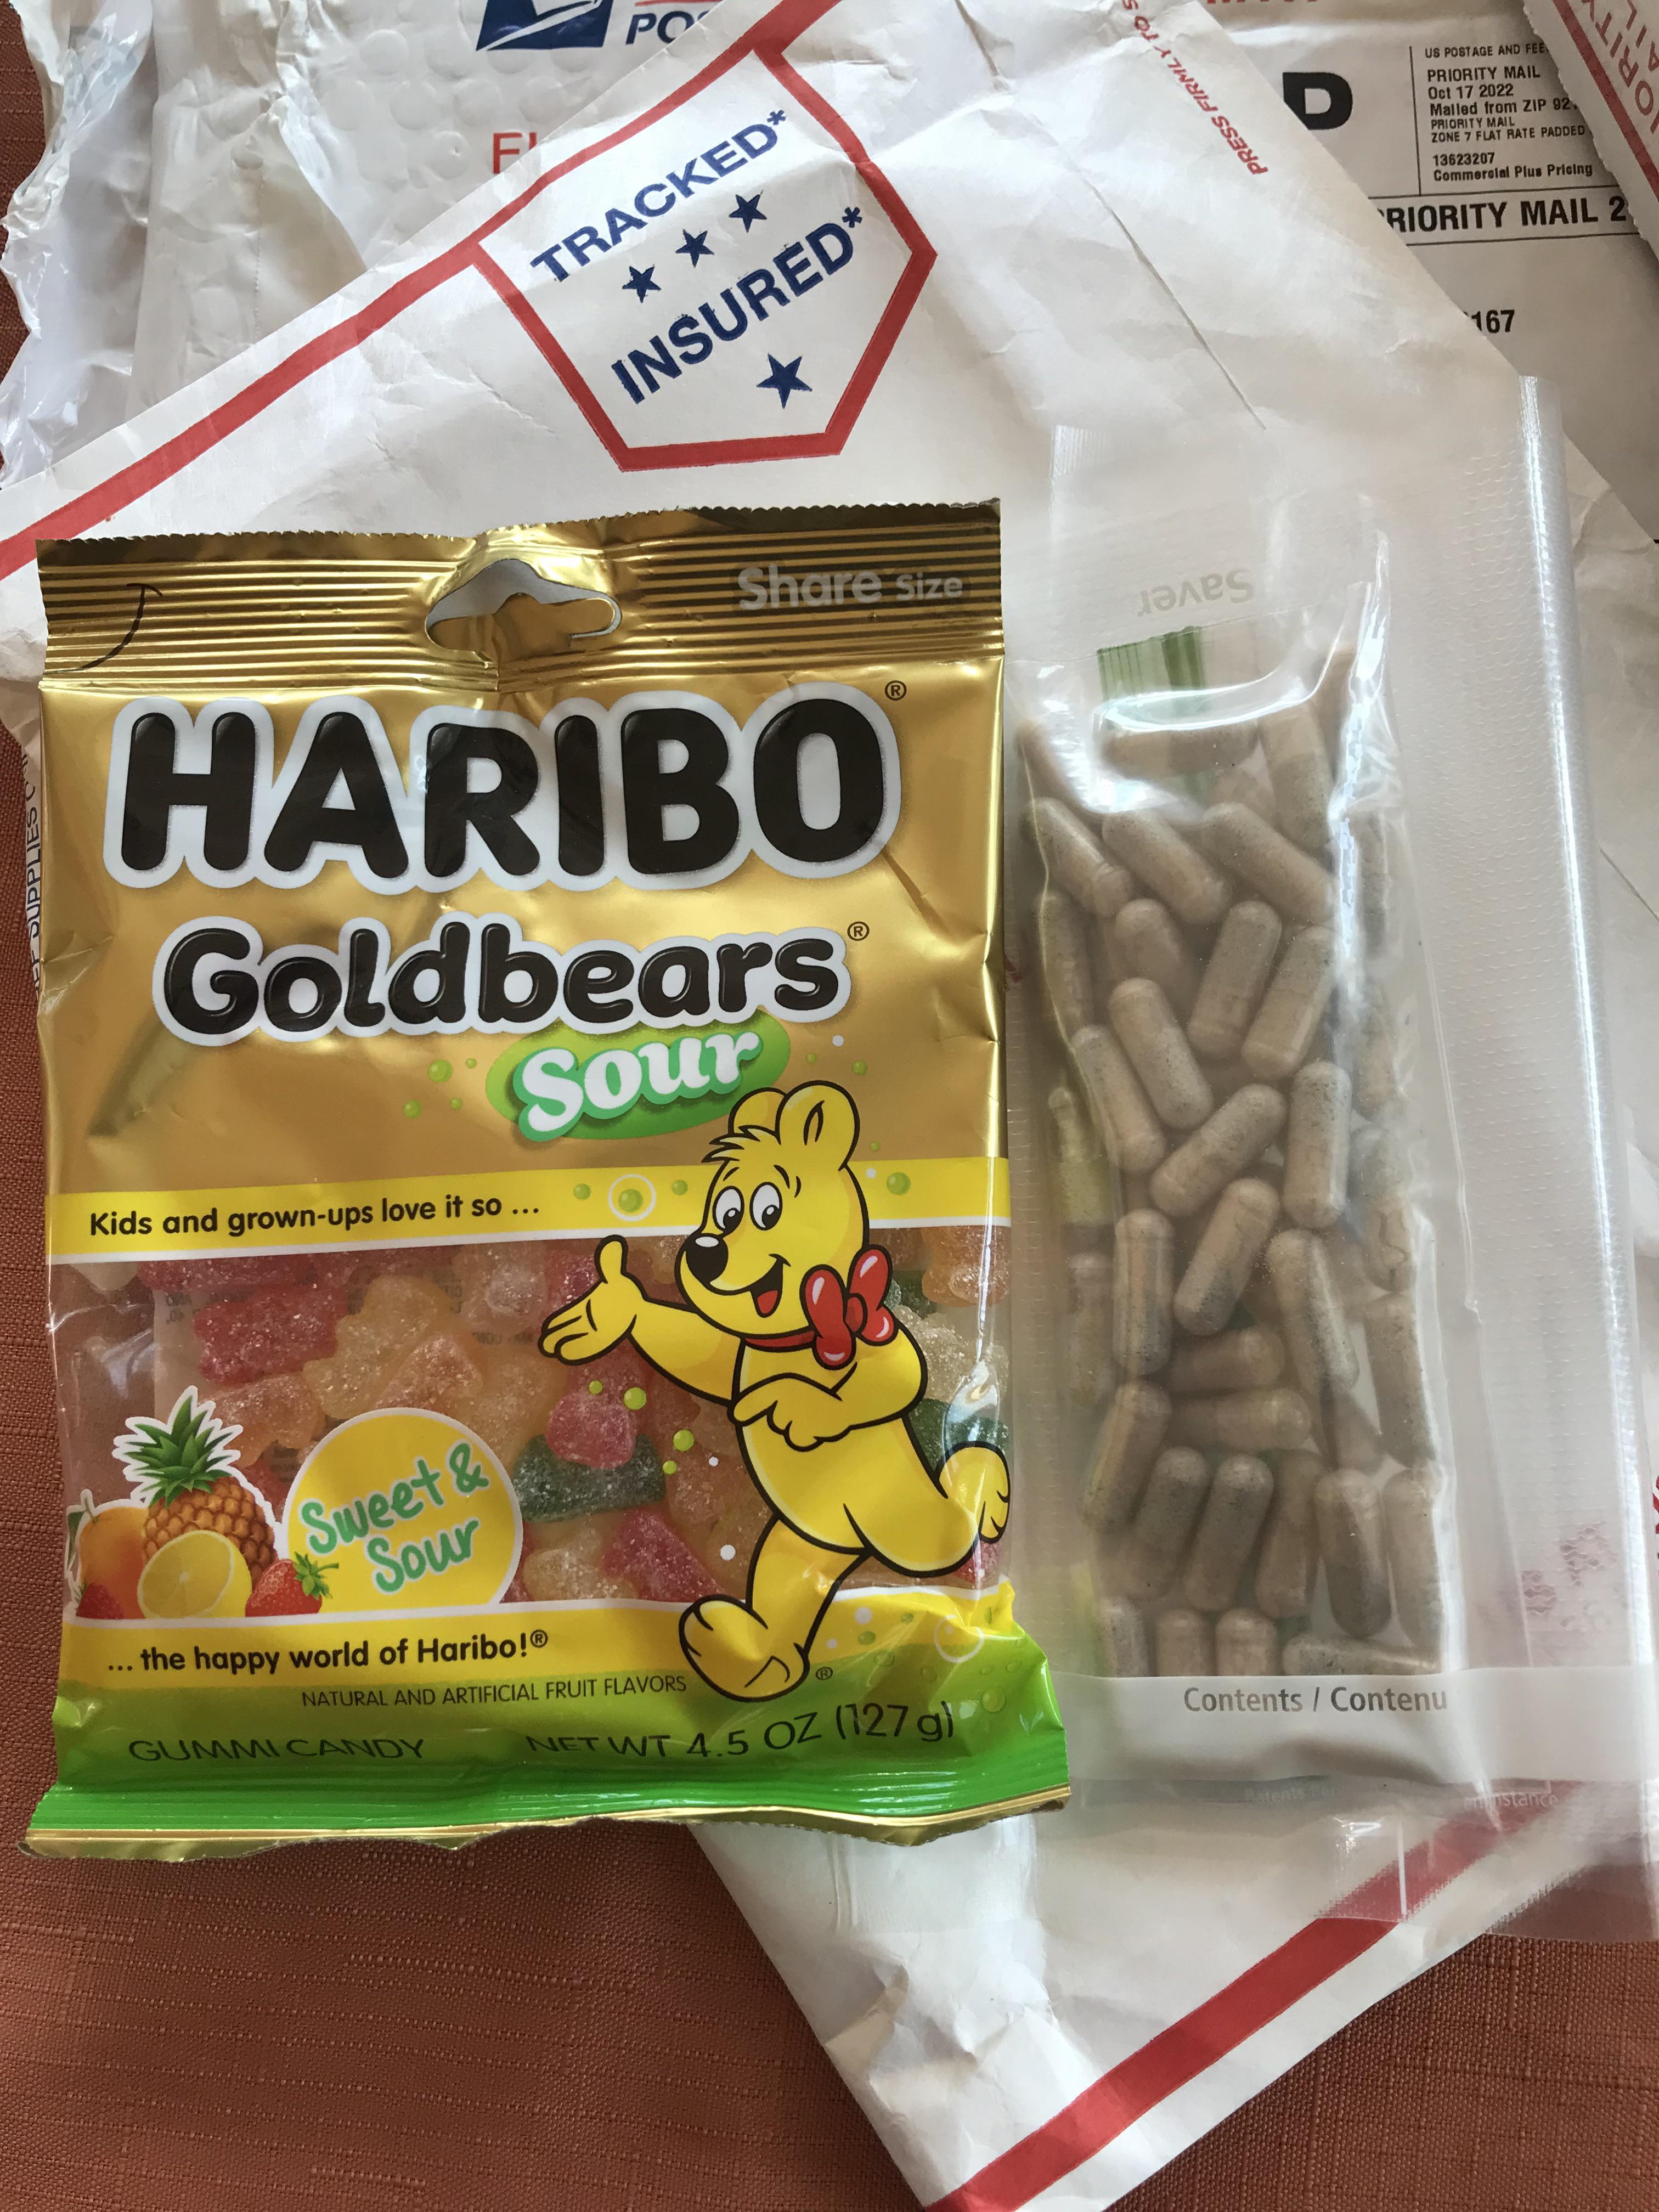 TRACKED*
INSURED*
PRESS FIRMLY TO S
US POSTAGE AND FEE
PRIORITY MAIL
Oct 17 2022
Mailed from ZIP 92
PRIORITY MAIL
ZONE 7 FLAT RATE PADDED
13623207
Commercial Plus Pricing
P
RIORITY MAIL 2
167
Share Size
HARIBO®
Goldbears®
Sour
Kids and grown-ups love it so ...
Sweet &
Sour
... the happy world of Haribo!®
®
NATURAL AND ARTIFICIAL FRUIT FLAVORS
GUMMI CANDY NET WT 4.5 OZ (127 g)
SUPPLIES
Saver
Contents / Contenu